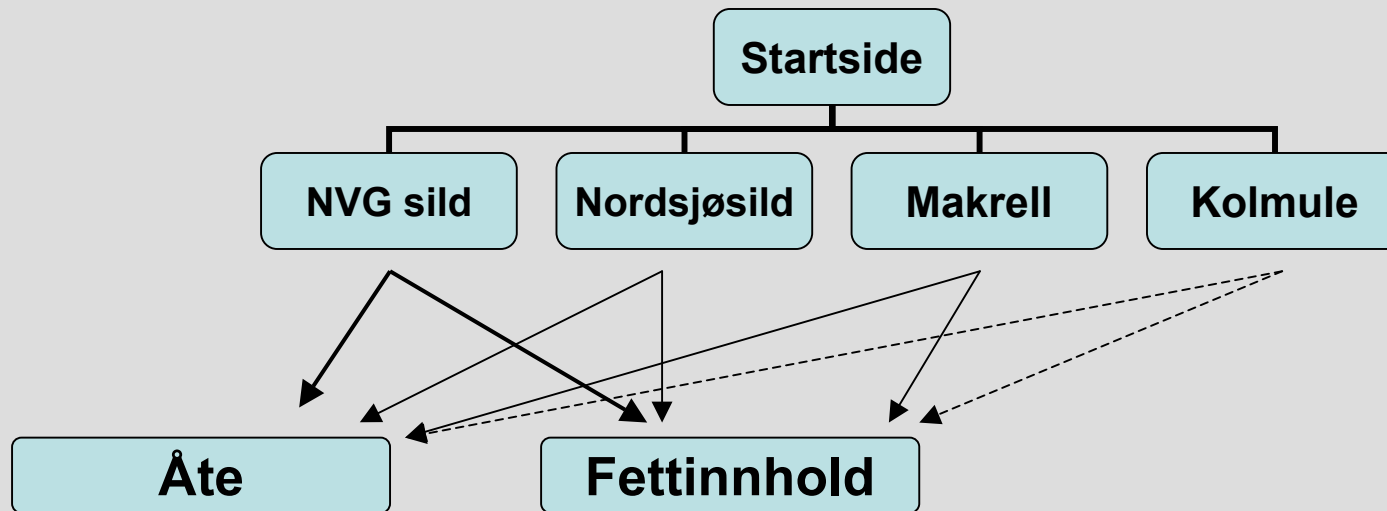 Startside
NVG sild
Nordsjøsild
Makrell
Kolmule
Åte
Fettinnhold